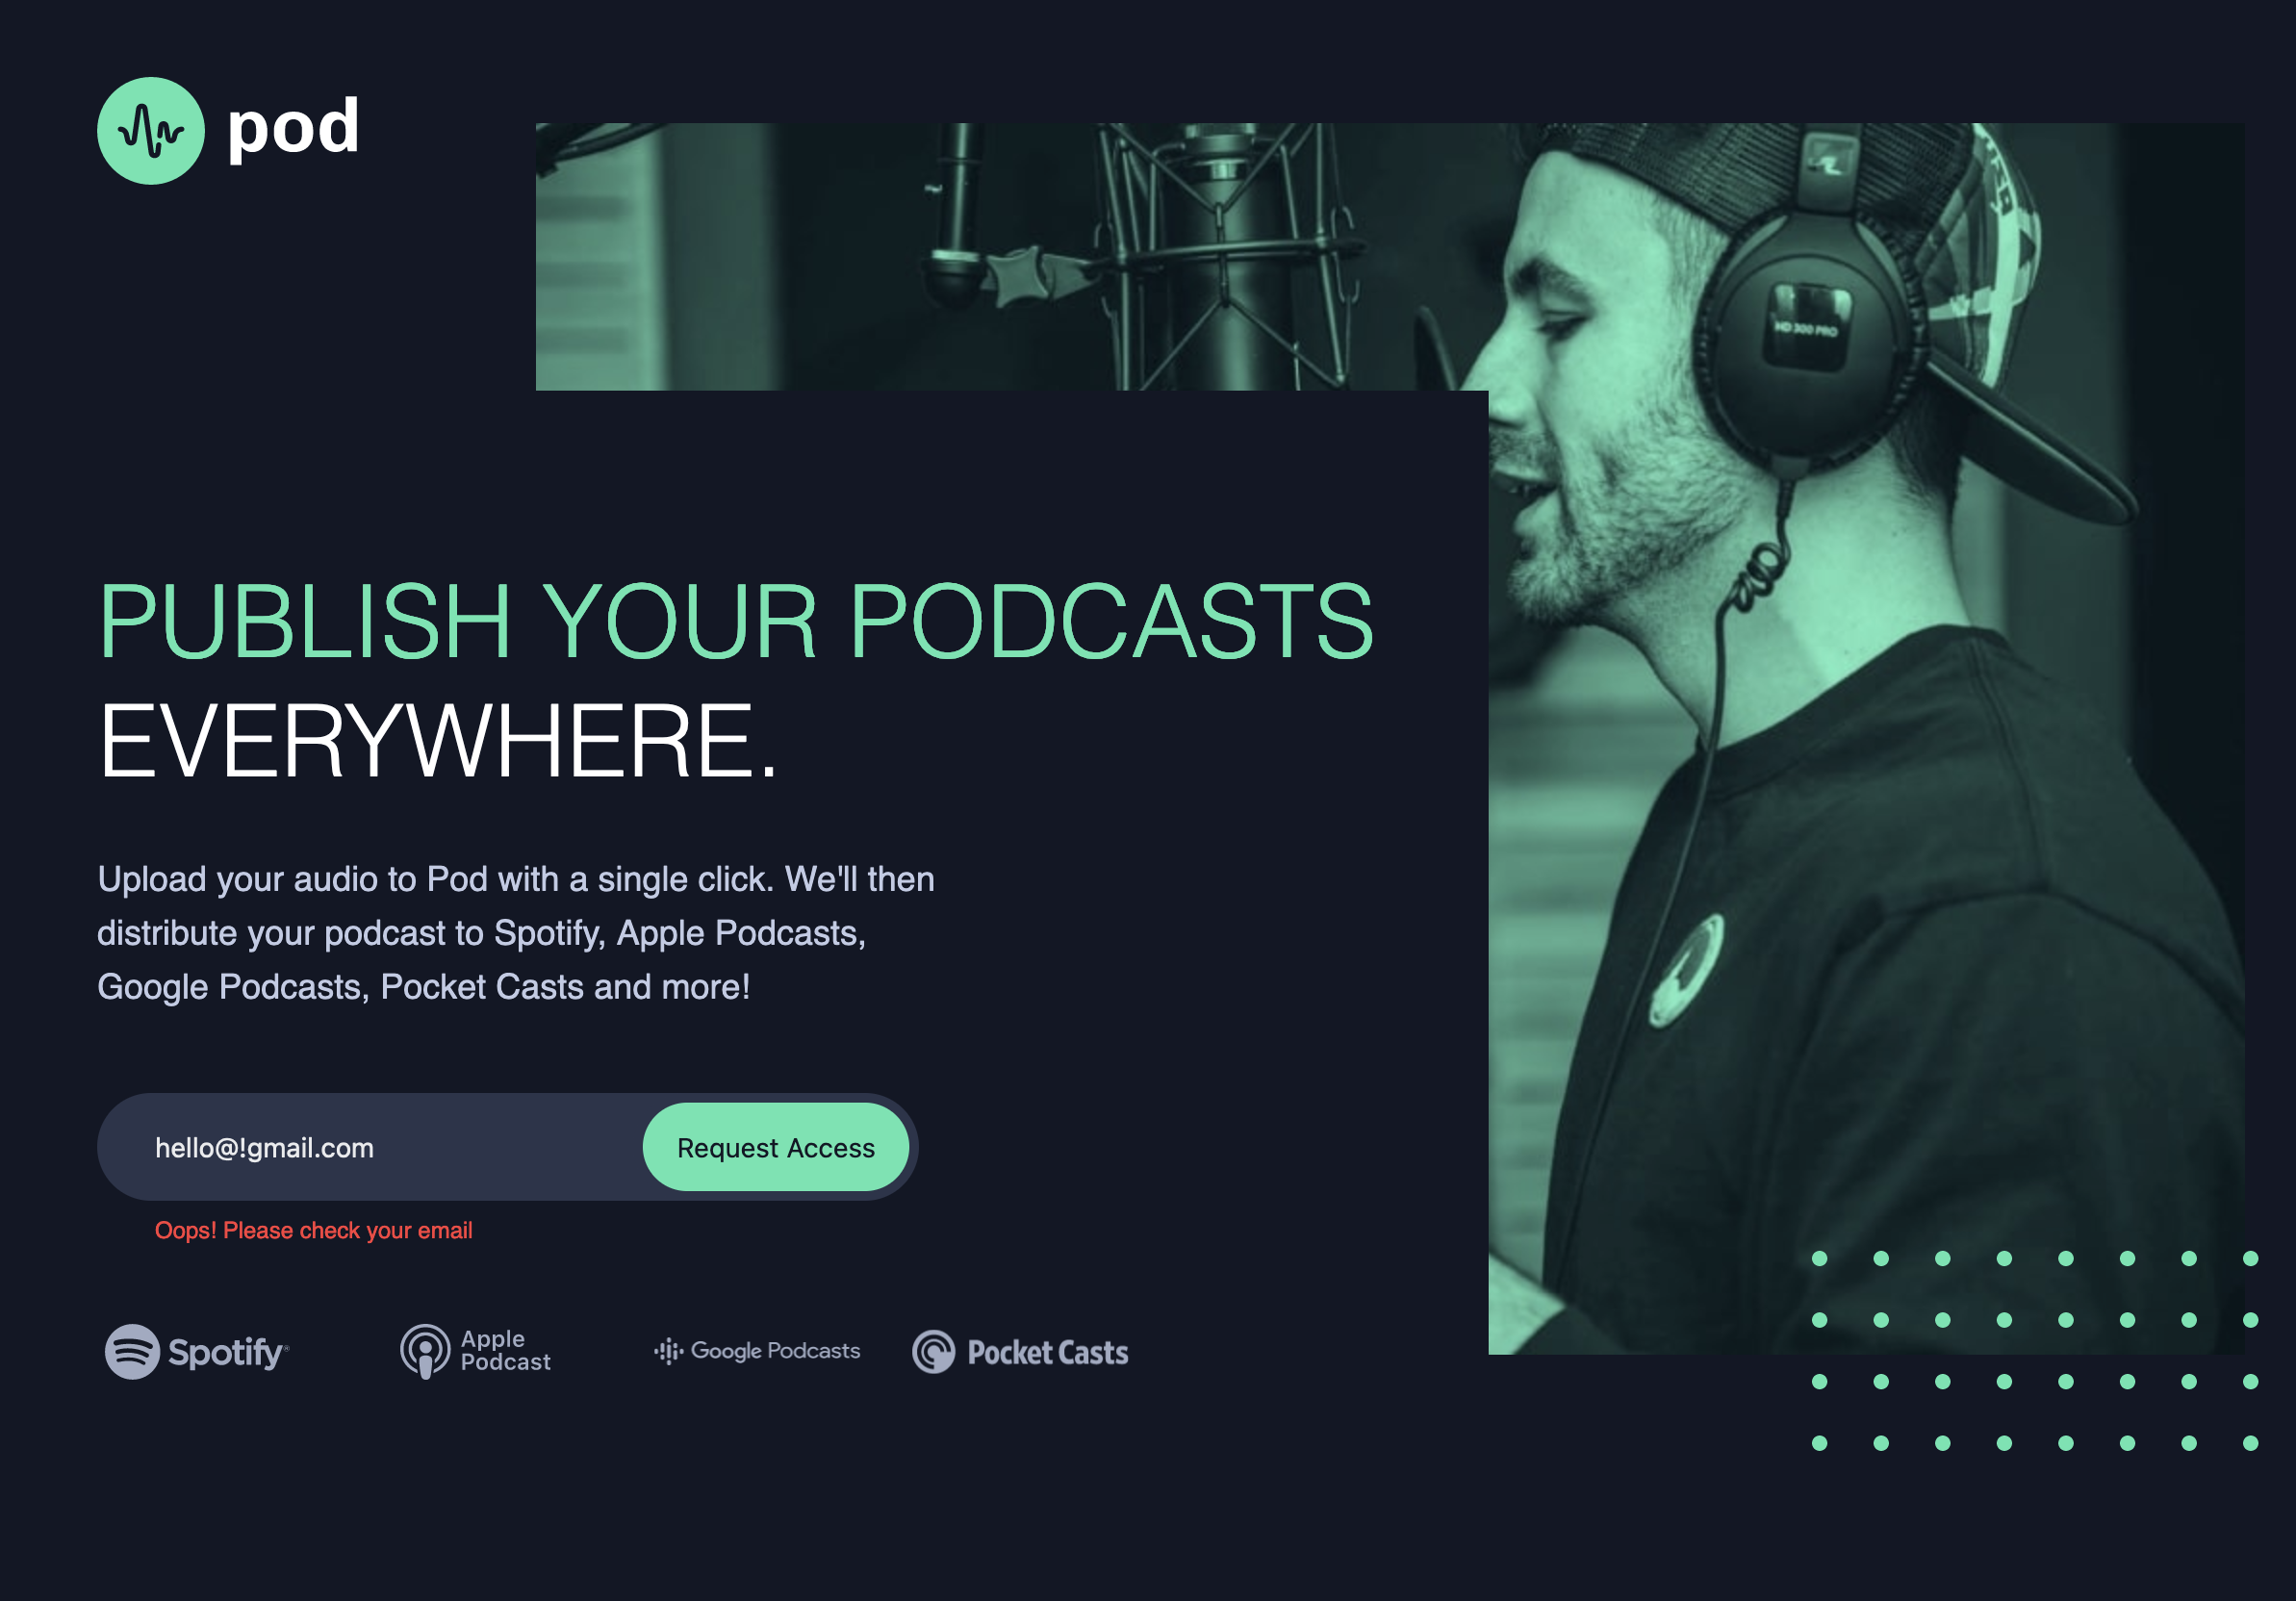 pod
HD 300 PRO
PUBLISH YOUR PODCASTS
EVERYWHERE.
Upload your audio to Pod with a single click. We'll then
distribute your podcast to Spotify, Apple Podcasts,
Google Podcasts, Pocket Casts and more!
hello@!gmail.com
Request Access
Oops! Please check your email
Spotify®
Apple
Podcast
Google Podcasts
Pocket Casts